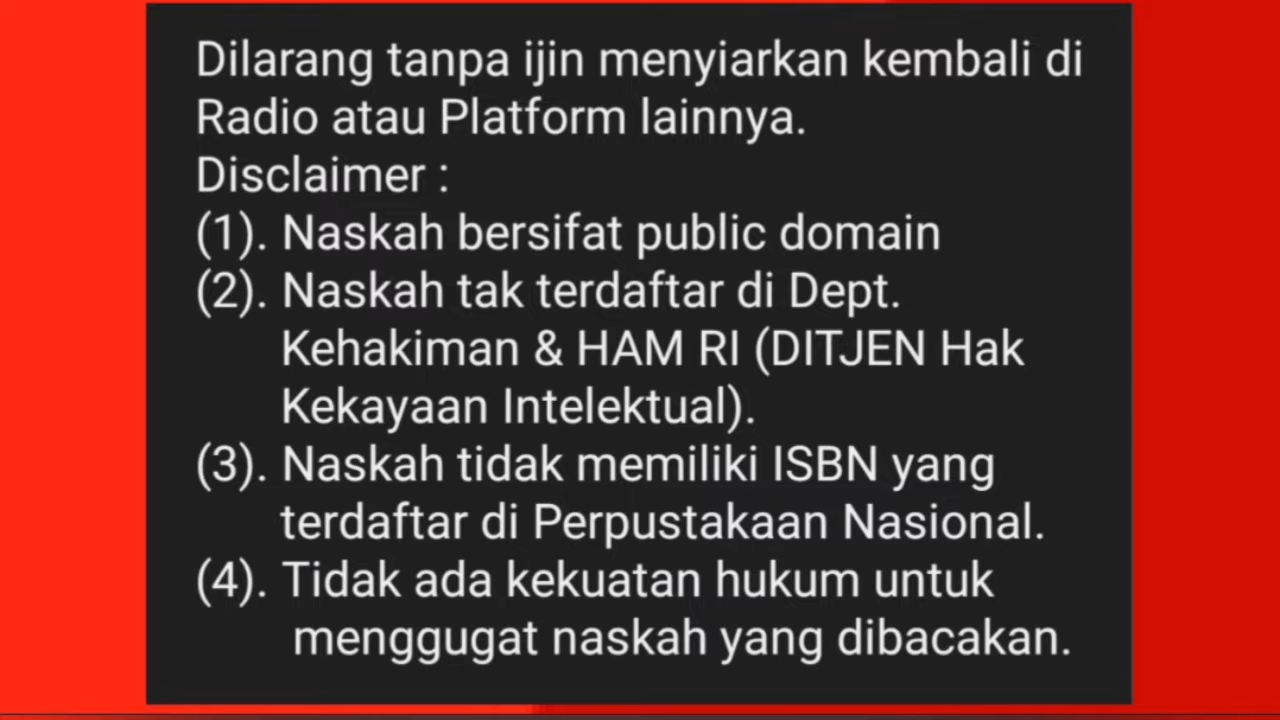 Dilarang tanpa ijin menyiarkan kembali di
Radio atau Platform lainnya.
Disclaimer :
(1). Naskah bersifat public domain
(2). Naskah tak terdaftar di Dept.
Kehakiman & HAM RI (DITJEN Hak
Kekayaan Intelektual).
(3). Naskah tidak memiliki ISBN yang
terdaftar di Perpustakaan Nasional.
(4). Tidak ada kekuatan hukum untuk
menggugat naskah yang dibacakan.